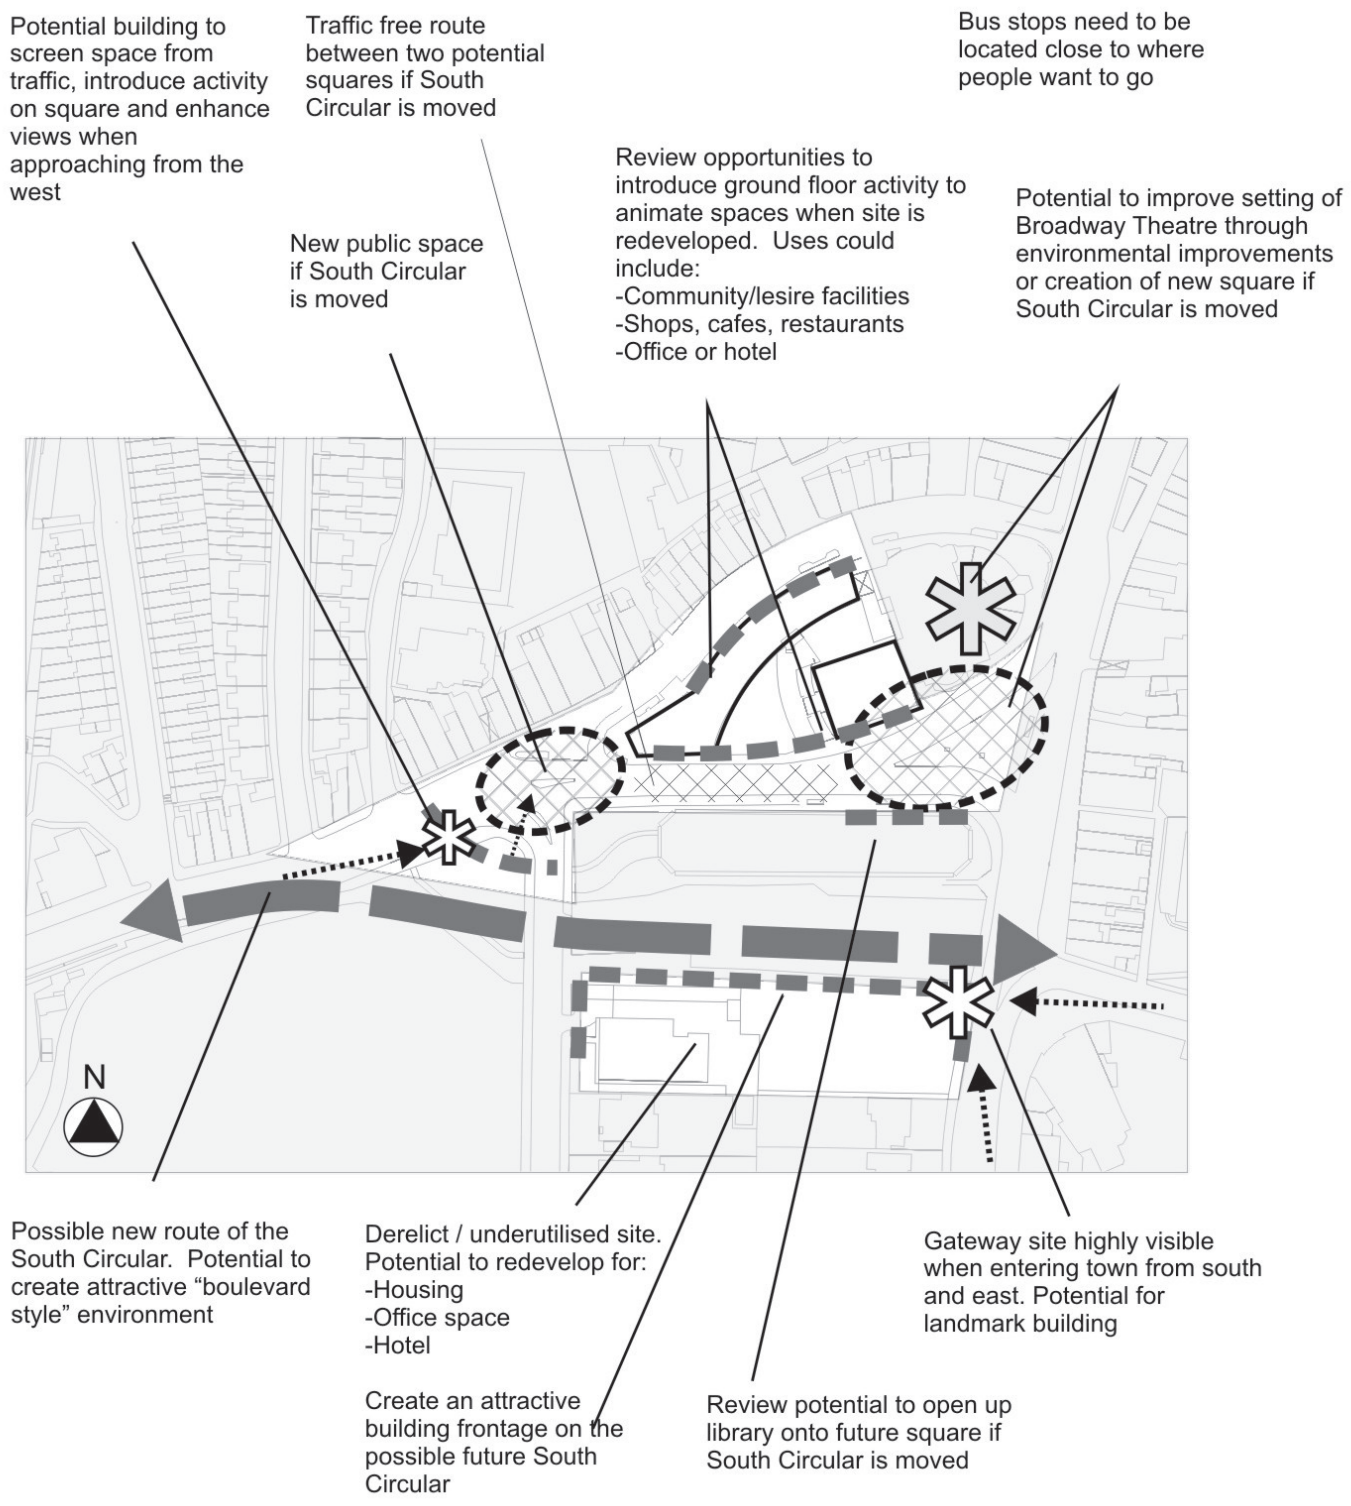 Potential building to
screen space from
traffic, introduce activity
on square and enhance
views when
approaching from the
west
Traffic free route
between two potential
squares if South
Circular is moved
Bus stops need to be
located close to where
people want to go
New public space
if South Circular
is moved
Review opportunities to
introduce ground floor activity to
animate spaces when site is
redeveloped.  Uses could
include:
-Community/lesire facilities
-Shops, cafes, restaurants
-Office or hotel
Potential to improve setting of
Broadway Theatre through
environmental improvements
or creation of new square if
South Circular is moved
N
Possible new route of the
South Circular.  Potential to
create attractive “boulevard
style” environment
Derelict / underutilised site.
Potential to redevelop for:
-Housing
-Office space
-Hotel
Create an attractive
building frontage on the
possible future South
Circular
Review potential to open up
library onto future square if
South Circular is moved
Gateway site highly visible
when entering town from south
and east. Potential for
landmark building